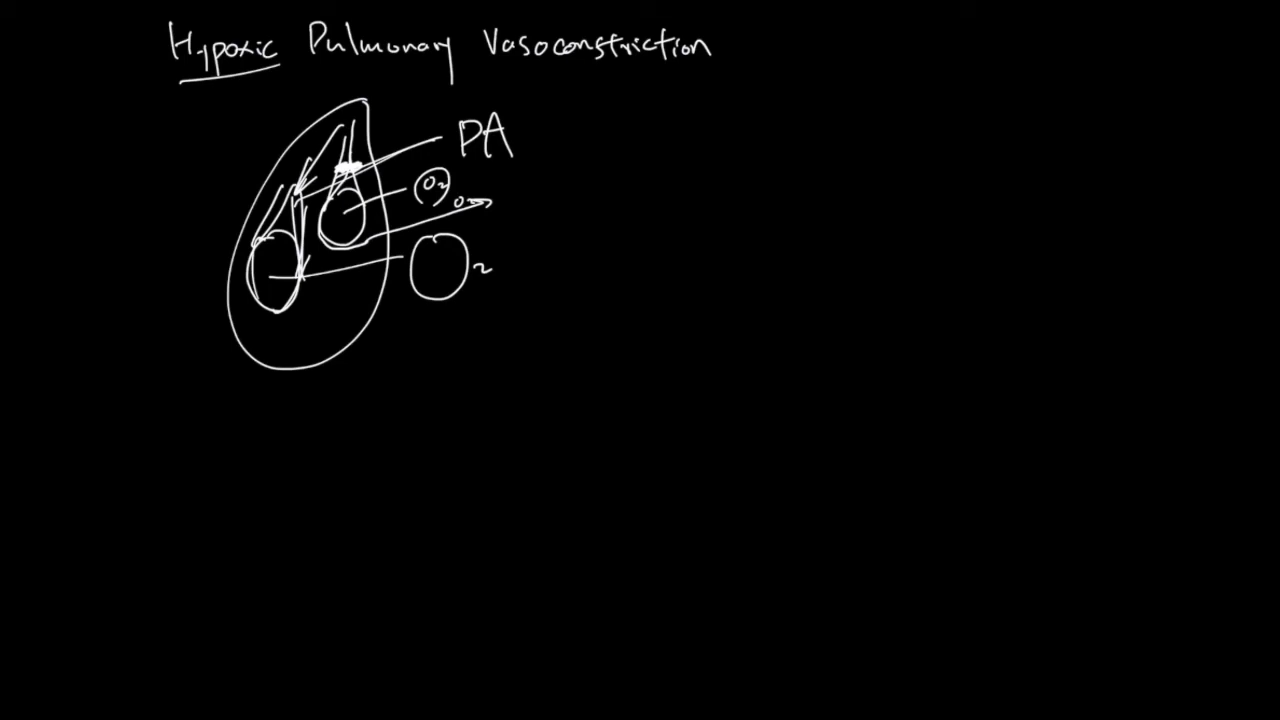 Hypoxic Pulmonary Vasoconstriction
PA
O₂
O₂